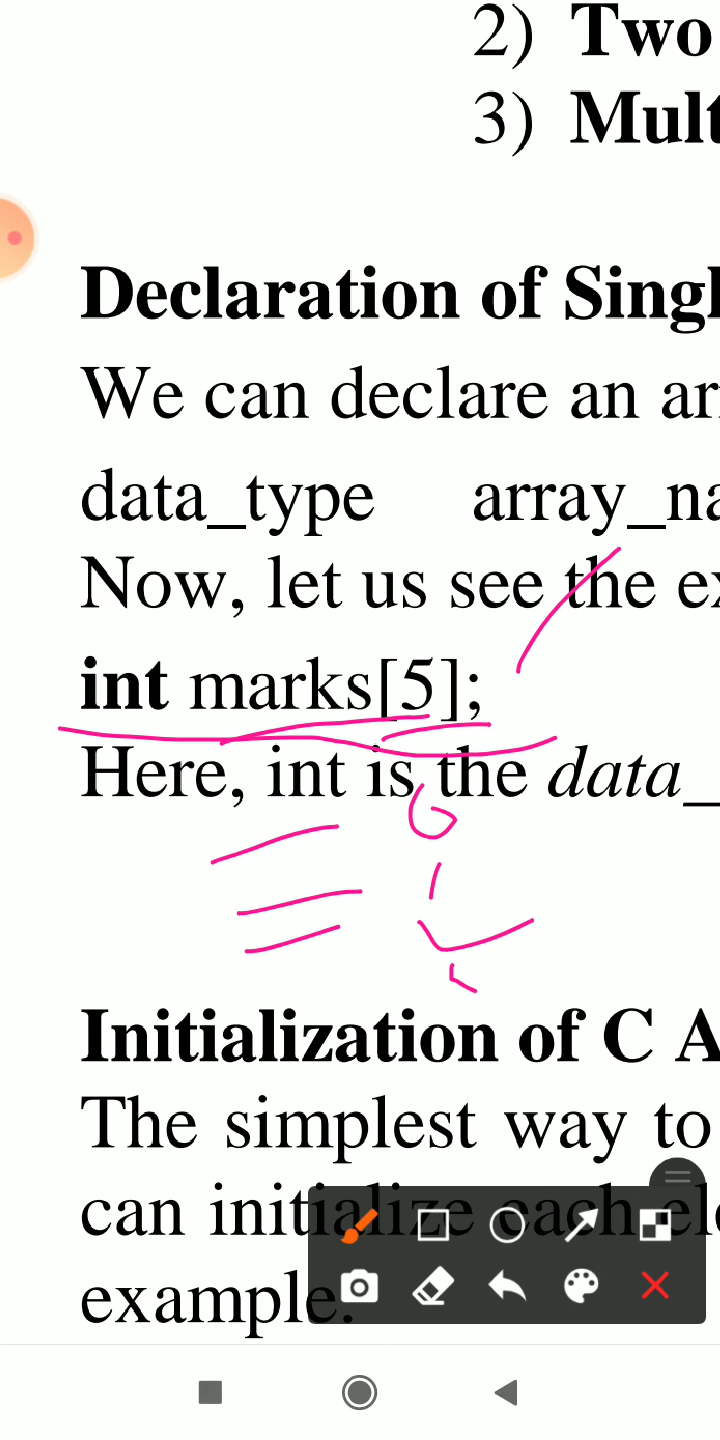 2) Two
3) Mult
Declaration of Singl
We can declare an ar
data_type array_na
Now, let us see the ex
int marks[5];
Here, int is the data_
Initialization of C A
The simplest way to
can initialize each ele
example.